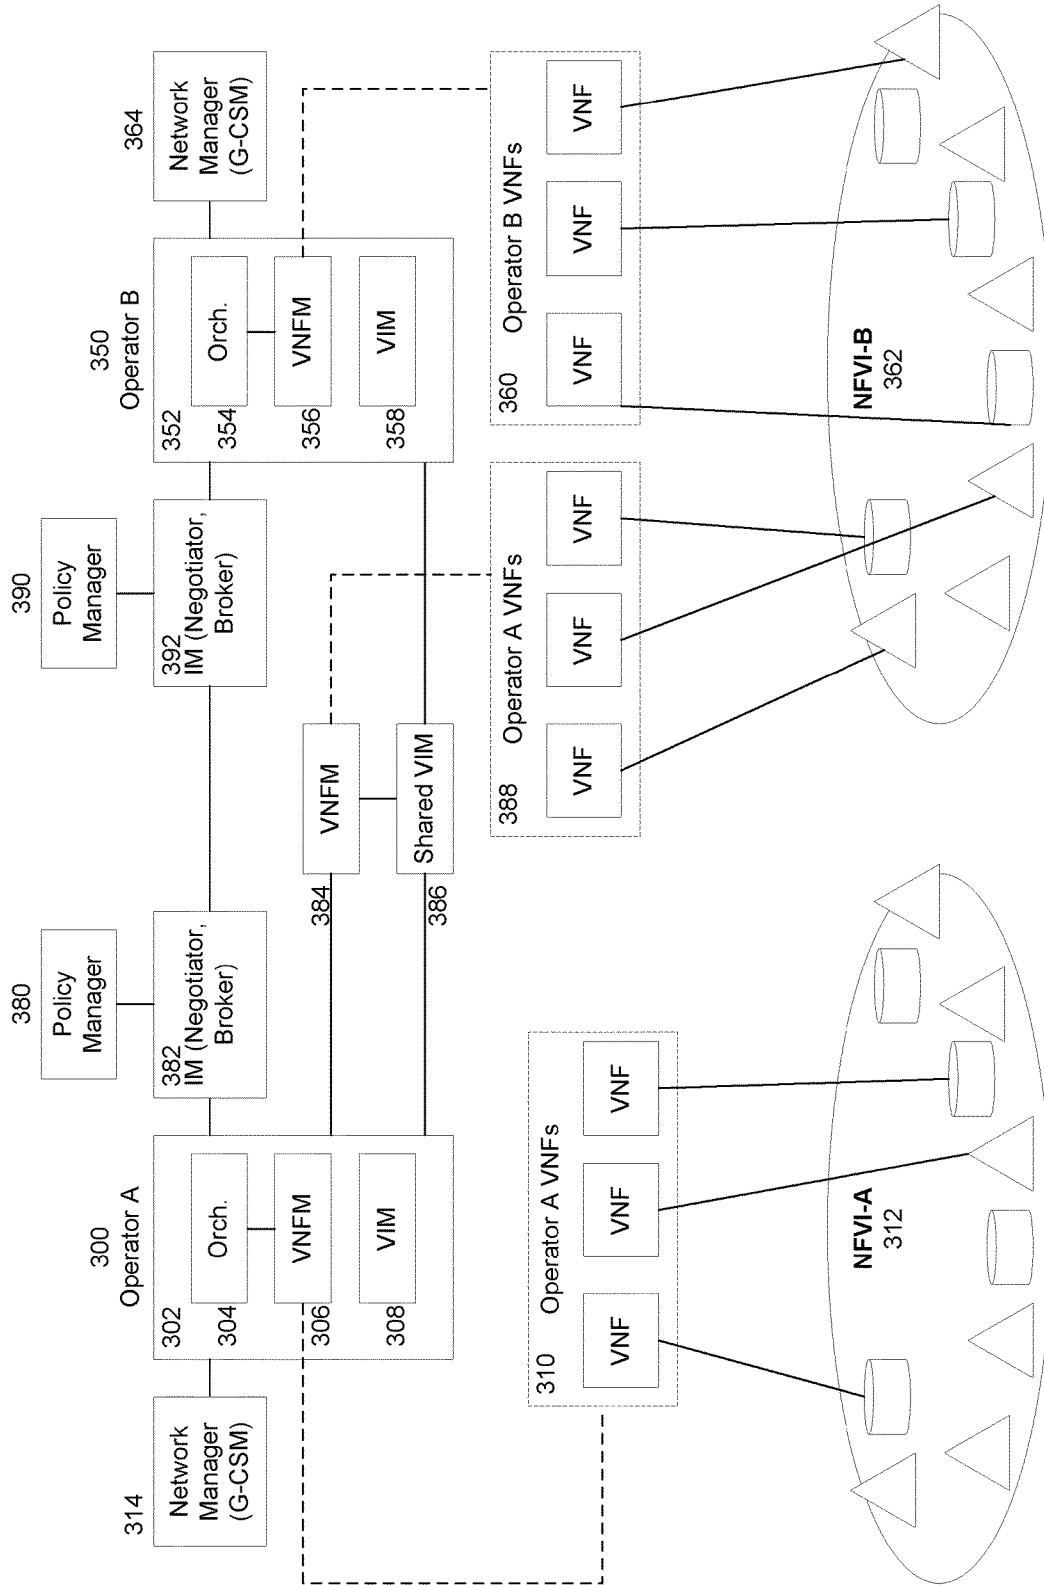 380
Policy
Manager
390
Policy
Manager
314
Network
Manager
(G-CSM)
300
Operator A
302
304
Orch.
306
VNFM
308
VIM
382
IM (Negotiator,
Broker)
384
VNFM
386
Shared VIM
392
IM (Negotiator,
Broker)
350
Operator B
352
354
Orch.
356
VNFM
358
VIM
364
Network
Manager
(G-CSM)
310
Operator A VNFs
VNF
VNF
VNF
388
Operator A VNFs
VNF
VNF
VNF
360
Operator B VNFs
VNF
VNF
VNF
NFVI-A
312
NFVI-B
362